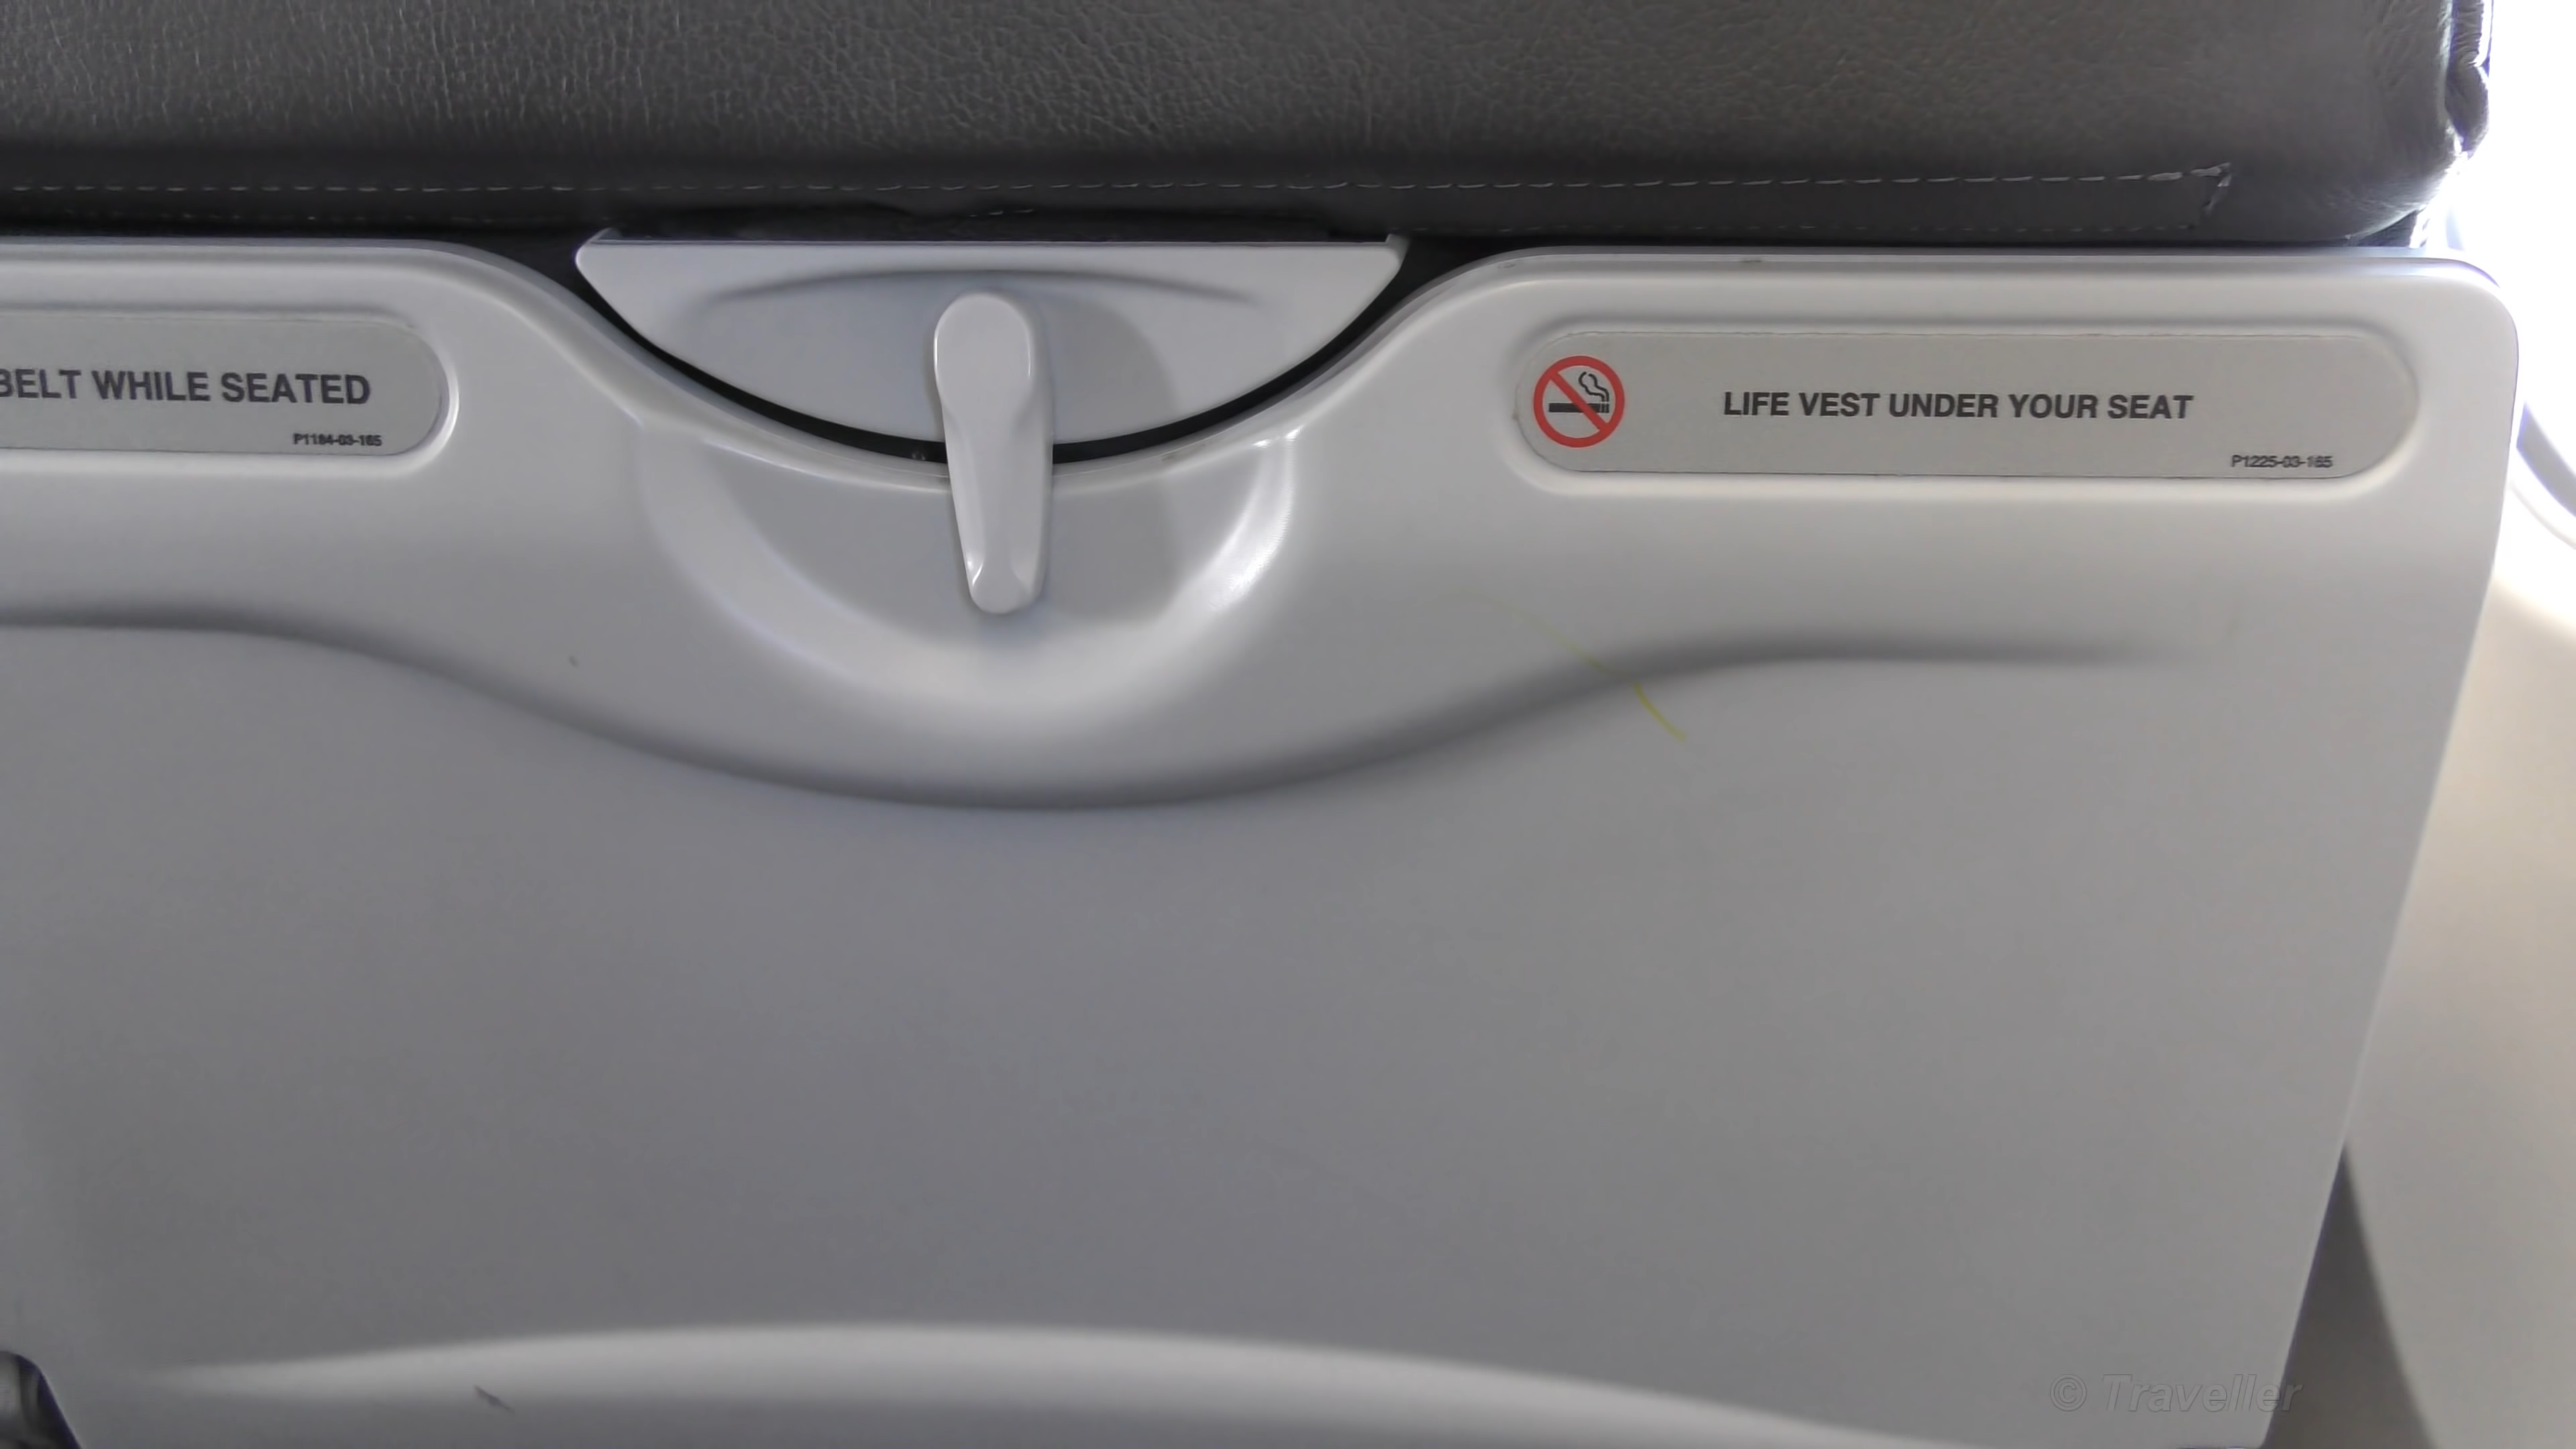 BELT WHILE SEATED
P1184-03-165
LIFE VEST UNDER YOUR SEAT
P1225-03-165
© Traveller